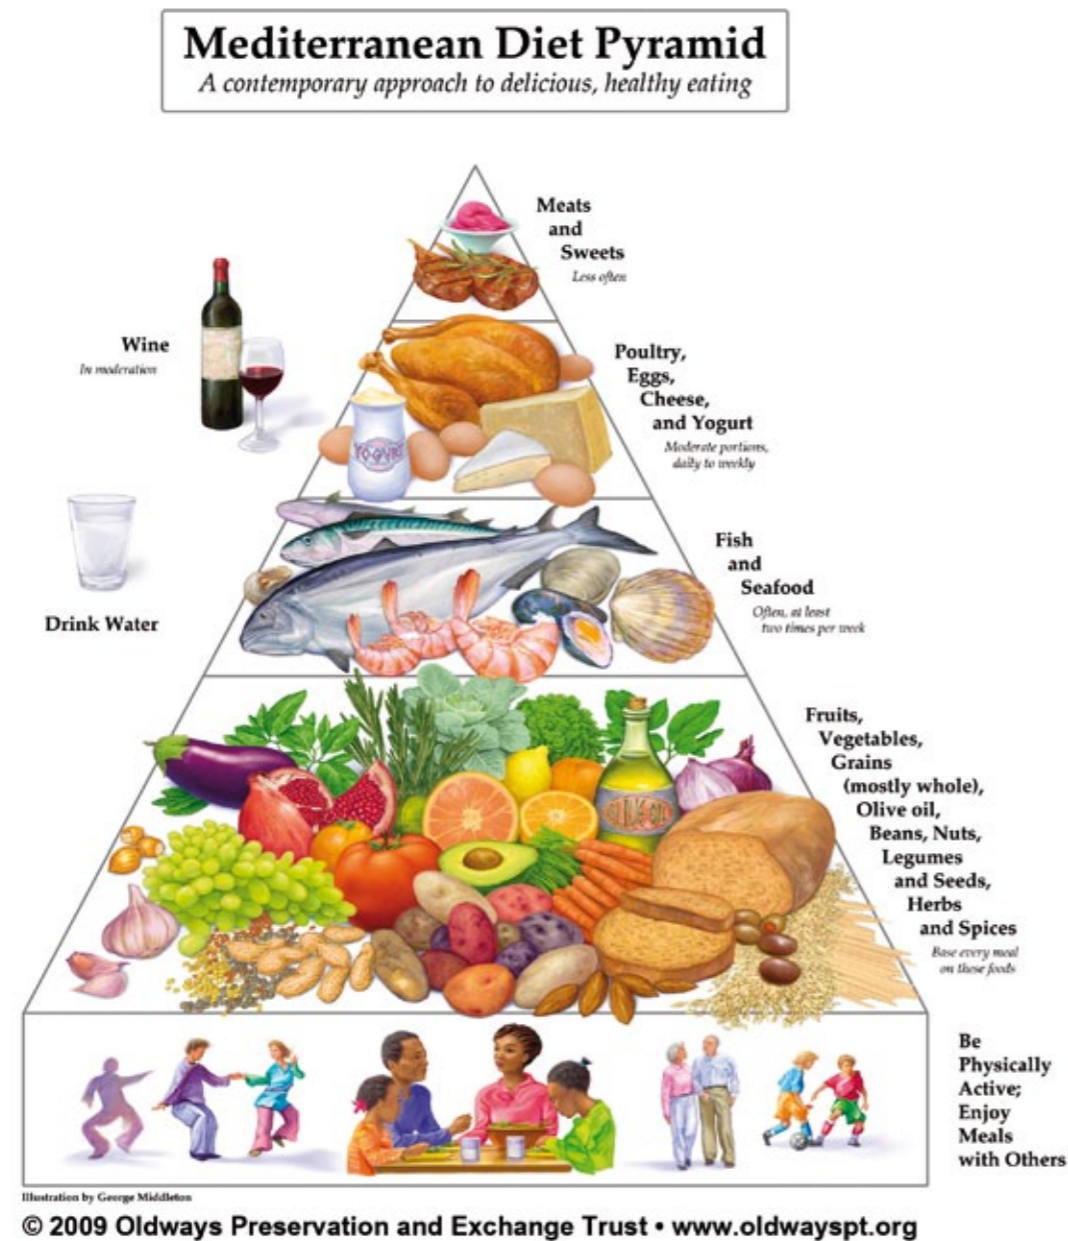 Mediterranean Diet Pyramid
A contemporary approach to delicious, healthy eating
Meats
and
Sweets
Less often
Wine
In moderation
Poultry,
Eggs,
Cheese,
and Yogurt
Moderate portions,
daily to weekly
YOGURT
Drink Water
Fish
and
Seafood
Often, at least
two times per week
Fruits,
Vegetables,
Grains
(mostly whole),
Olive oil,
Beans, Nuts,
Legumes
and Seeds,
Herbs
and Spices
Base every meal
on these foods
OLIVE OIL
Be
Physically
Active;
Enjoy
Meals
with Others
Illustration by George Middleton
© 2009 Oldways Preservation and Exchange Trust • www.oldwayspt.org